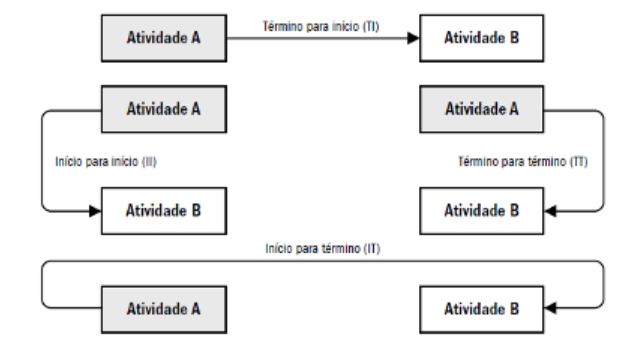 Atividade A
Término para início (TI)
Atividade B
Atividade A
Início para início (II)
Atividade B
Atividade A
Término para término (TT)
Atividade B
Início para término (IT)
Atividade A
Atividade B